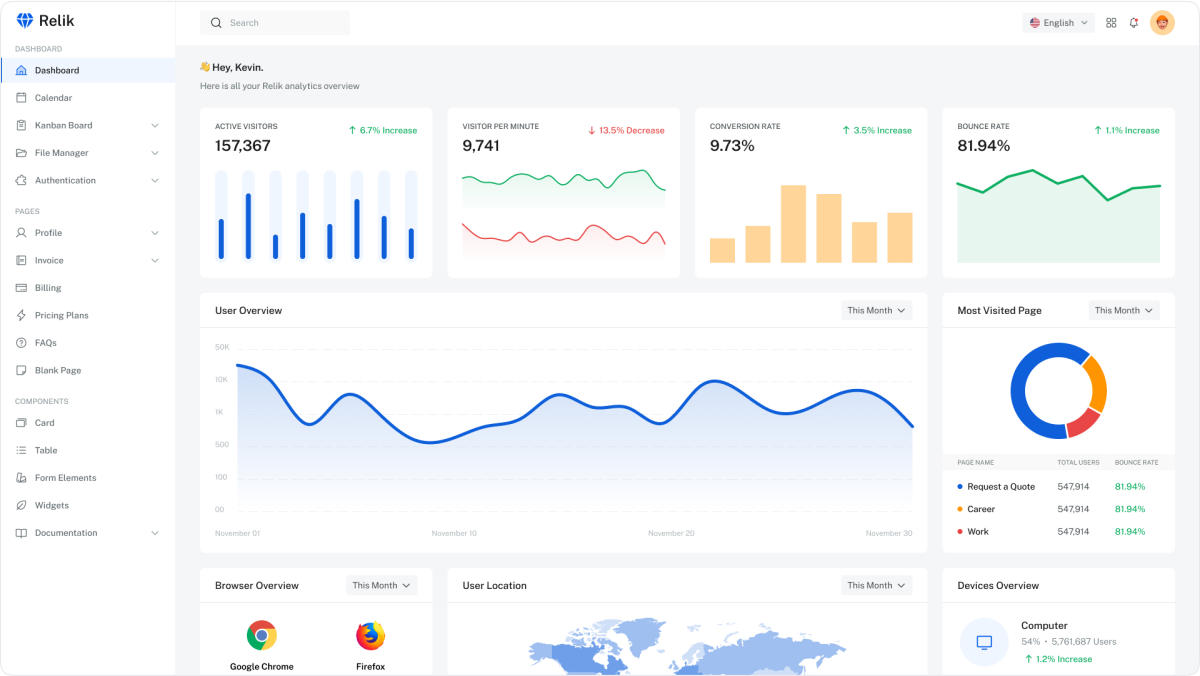 Relik
Search
English
DASHBOARD
Dashboard
Calendar
Kanban Board
File Manager
Authentication
PAGES
Profile
Invoice
Billing
Pricing Plans
FAQs
Blank Page
COMPONENTS
Card
Table
Form Elements
Widgets
Documentation
Hey, Kevin.
Here is all your Relik analytics overview
ACTIVE VISITORS
157,367
6.7% Increase
VISITOR PER MINUTE
9,741
13.5% Decrease
CONVERSION RATE
9.73%
3.5% Increase
BOUNCE RATE
81.94%
1.1% Increase
User Overview
This Month
50K
10K
1K
500
100
00
November 01 November 10 November 20 November 30
Most Visited Page
This Month
PAGE NAME TOTAL USERS BOUNCE RATE
Request a Quote 547,914 81.94%
Career 547,914 81.94%
Work 547,914 81.94%
Browser Overview
This Month
Google Chrome
Firefox
User Location
This Month
Devices Overview
Computer
54% • 5,761,687 Users
1.2% Increase